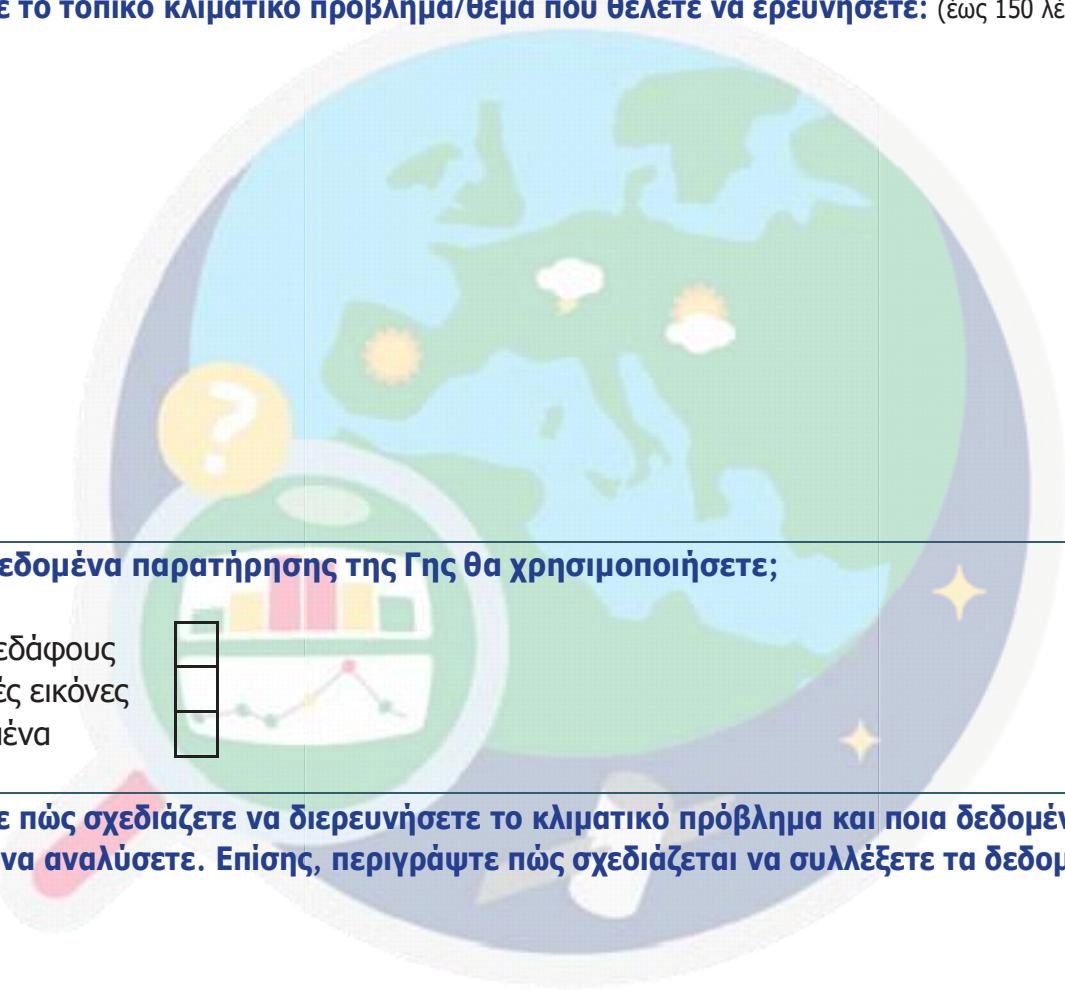 ε το τοπικό κλιματικό πρόβλημα/θέμα που θέλετε να ερευνήσετε: (έως 150 λέ
?
εδομένα παρατήρησης της Γης θα χρησιμοποιήσετε;
εδάφους
ές εικόνες
μένα
ε πώς σχεδιάζετε να διερευνήσετε το κλιματικό πρόβλημα και ποια δεδομέν
να αναλύσετε. Επίσης, περιγράψτε πώς σχεδιάζεται να συλλέξετε τα δεδομ